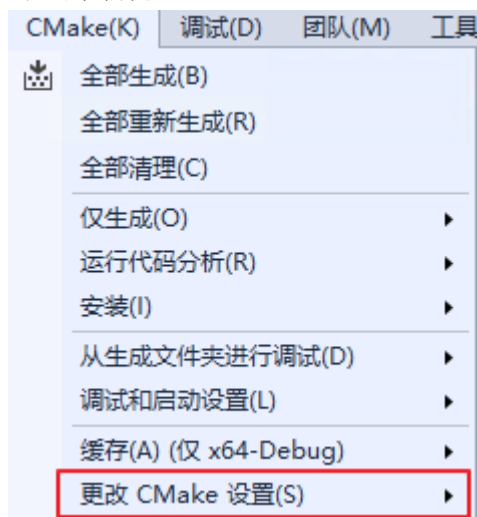 CMake(K) 调试(D) 团队(M) 工具
全部生成(B)
全部重新生成(R)
全部清理(C)
仅生成(O)
运行代码分析(R)
安装(I)
从生成文件夹进行调试(D)
调试和启动设置(L)
缓存(A) (仅 x64-Debug)
更改 CMake 设置(S)